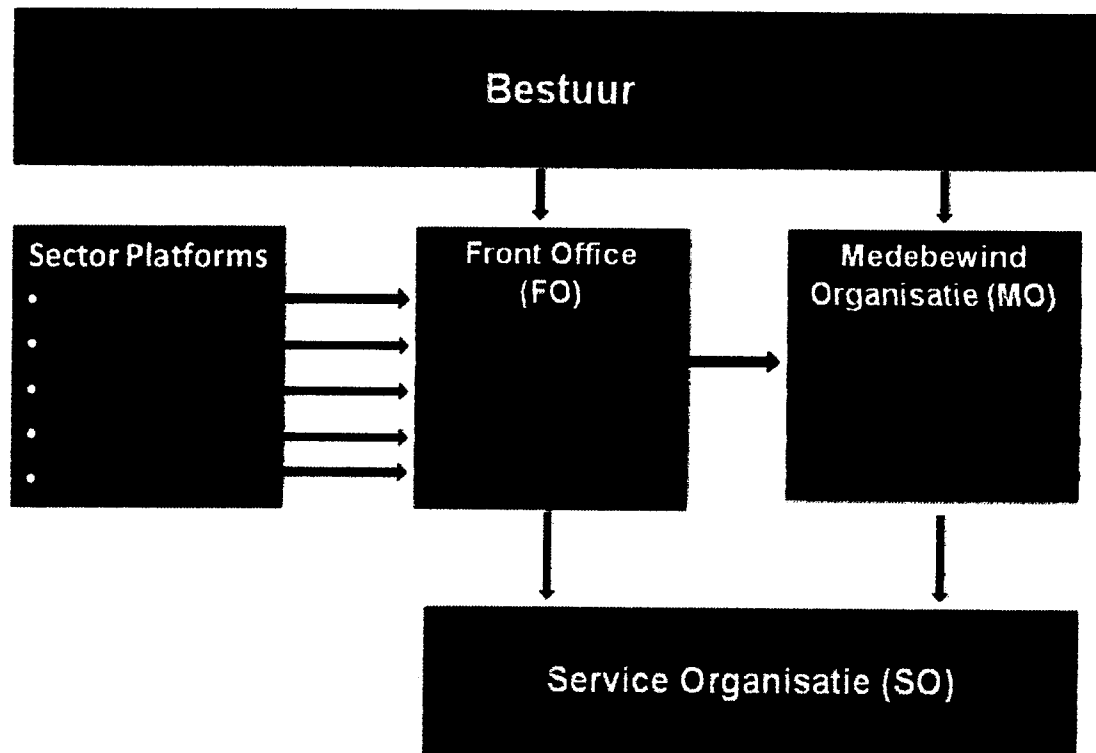 Bestuur
Sector Platforms
•
•
•
•
•
Front Office
(FO)
Medebewind
Organisatie (MO)
Service Organisatie (SO)